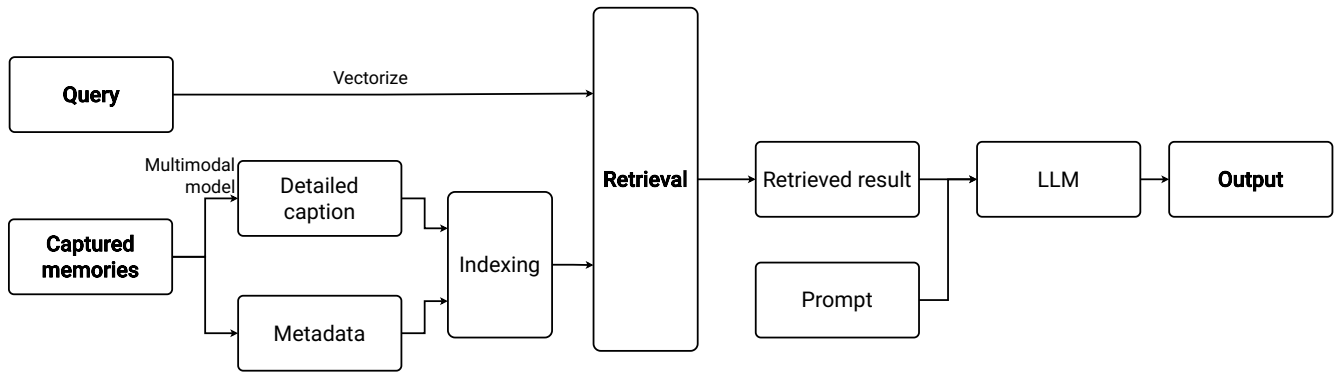 Query
Vectorize
Multimodal
model
Detailed
caption
Captured
memories
Metadata
Indexing
Retrieval
Retrieved result
Prompt
LLM
Output